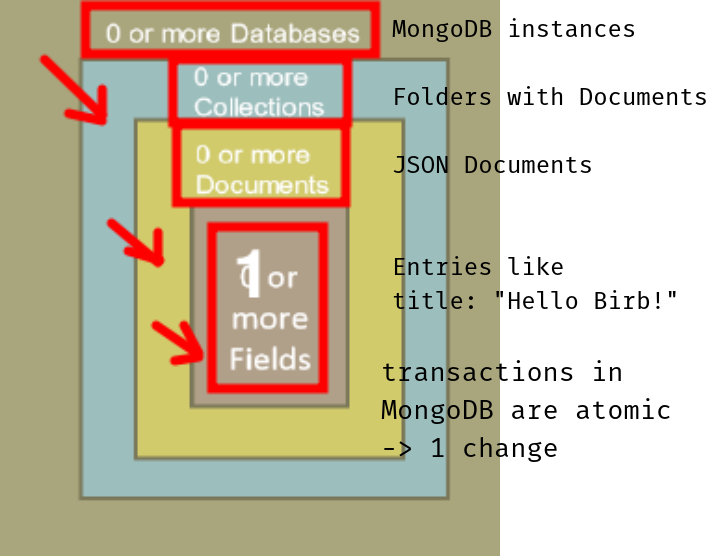 0 or more Databases
MongoDB instances
0 or more
Collections
Folders with Documents
0 or more
Documents
JSON Documents
1 or
more
Fields
Entries like
title: "Hello Birb!"
transactions in
MongoDB are atomic
-> 1 change